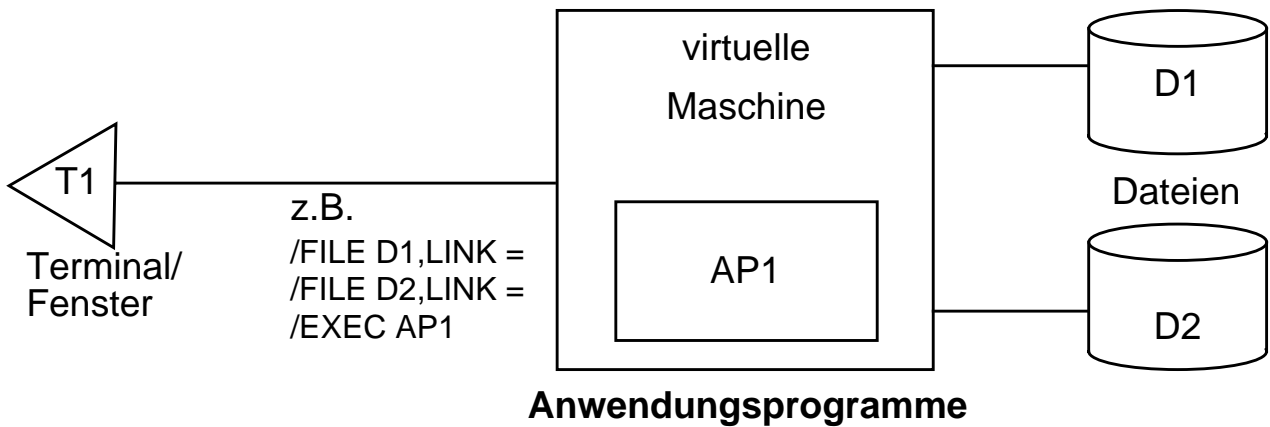 virtuelle
Maschine
D1
T1
z.B.
/FILE D1,LINK =
/FILE D2,LINK =
/EXEC AP1
Terminal/
Fenster
AP1
Dateien
D2
Anwendungsprogramme